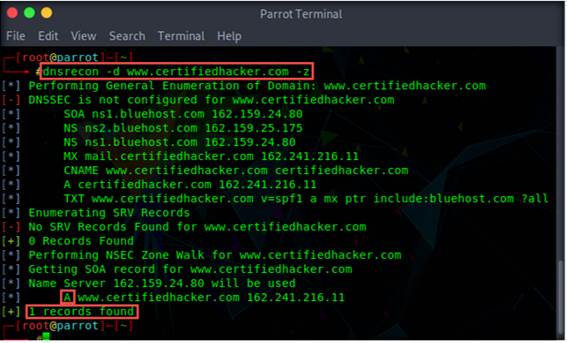 Parrot Terminal
File Edit View Search Terminal Help
[root@parrot]-[~]
#dnsrecon -d www.certifiedhacker.com -z
[*] Performing General Enumeration of Domain: www.certifiedhacker.com
[-] DNSSEC is not configured for www.certifiedhacker.com
[*] SOA ns1.bluehost.com 162.159.24.80
[*] NS ns2.bluehost.com 162.159.25.175
[*] NS ns1.bluehost.com 162.159.24.80
[*] MX mail.certifiedhacker.com 162.241.216.11
[*] CNAME www.certifiedhacker.com certifiedhacker.com
[*] A certifiedhacker.com 162.241.216.11
[*] TXT www.certifiedhacker.com v=spf1 a mx ptr include:bluehost.com ?all
[*] Enumerating SRV Records
[-] No SRV Records Found for www.certifiedhacker.com
[+] 0 Records Found
[*] Performing NSEC Zone Walk for www.certifiedhacker.com
[*] Getting SOA record for www.certifiedhacker.com
[*] Name Server 162.159.24.80 will be used
[*] A www.certifiedhacker.com 162.241.216.11
[+] 1 records found
[root@parrot]-[~]
#